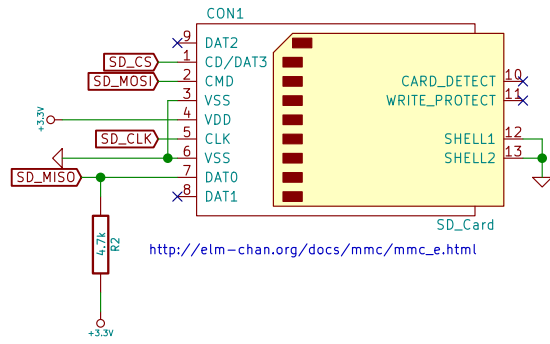 CON1
9 DAT2
SD_CS 1 CD/DAT3
SD_MOSI 2 CMD
3 VSS
+3.3V 4 VDD
SD_CLK 5 CLK
6 VSS
SD_MISO 7 DAT0
8 DAT1
CARD_DETECT 10
WRITE_PROTECT 11
SHELL1 12
SHELL2 13
SD_Card
4.7k
R2
http://elm-chan.org/docs/mmc/mmc_e.html
+3.3V